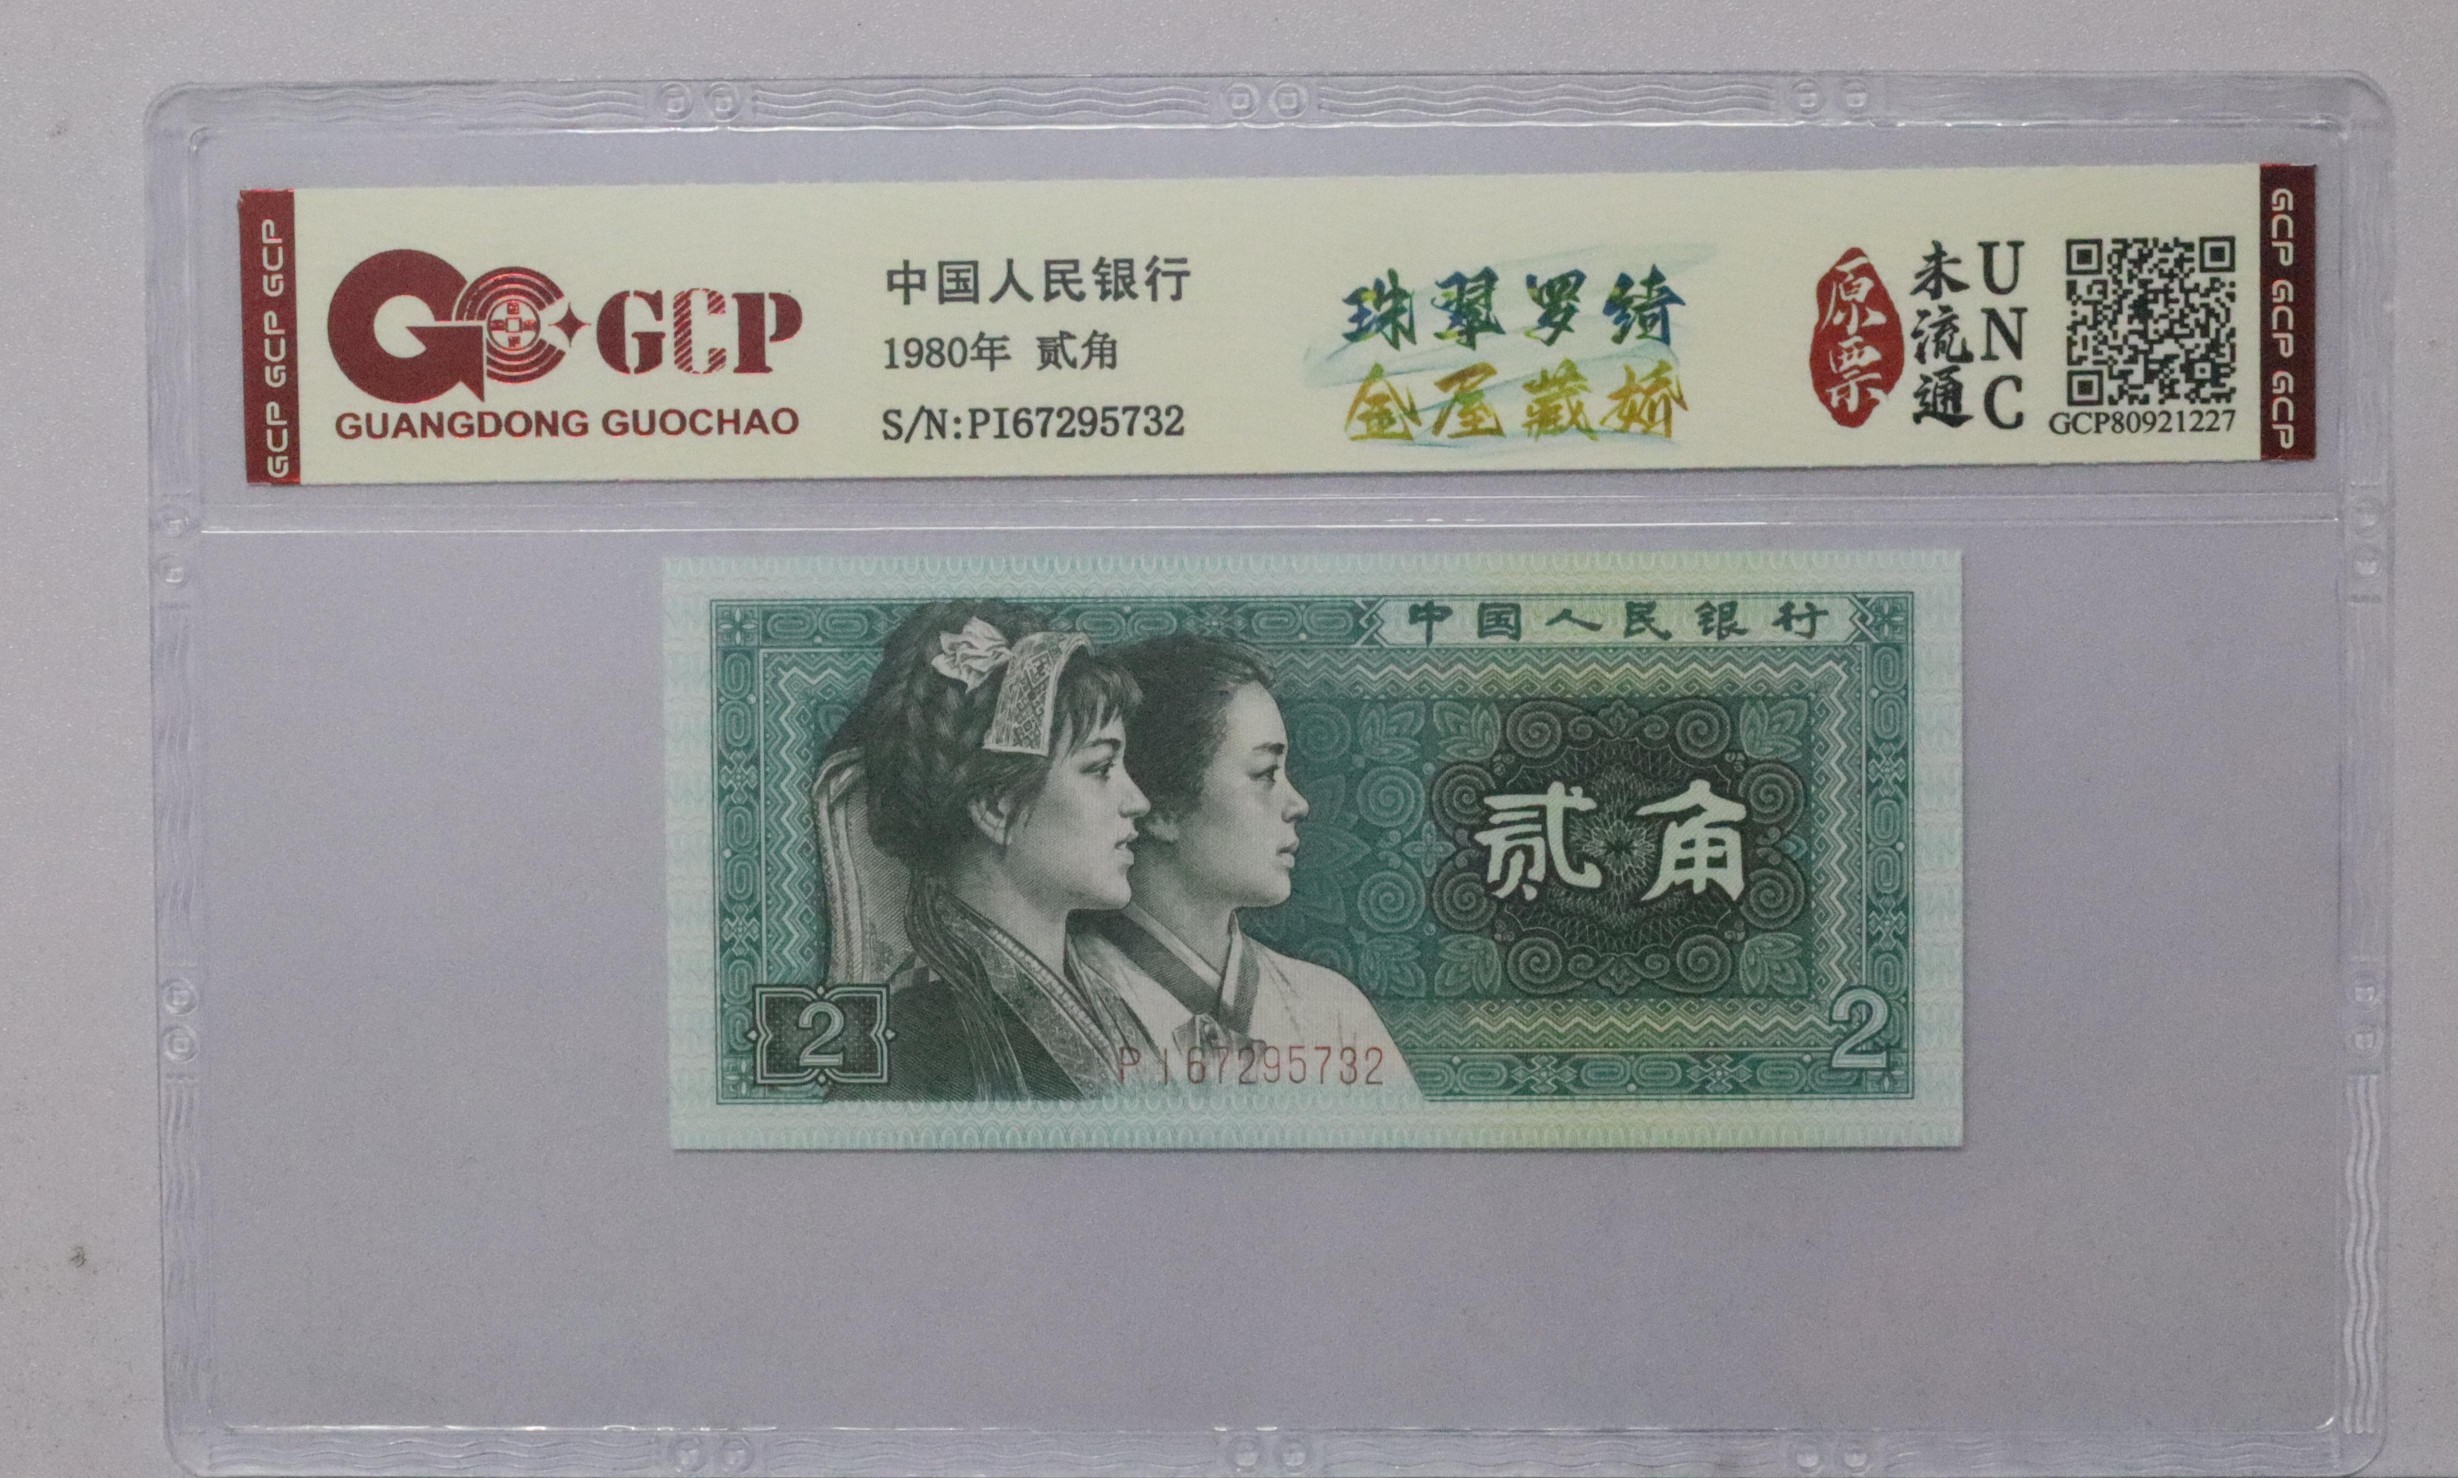 GCP GCP GCP
GCP
GUANGDONG GUOCHAO
中国人民银行
1980年 贰角
S/N:PI67295732
珠翠罗绮
金屋藏娇
原票
未流通
UNC
GCP80921227
GCP GCP GCP
中国人民银行
贰角
2
2
PI67295732